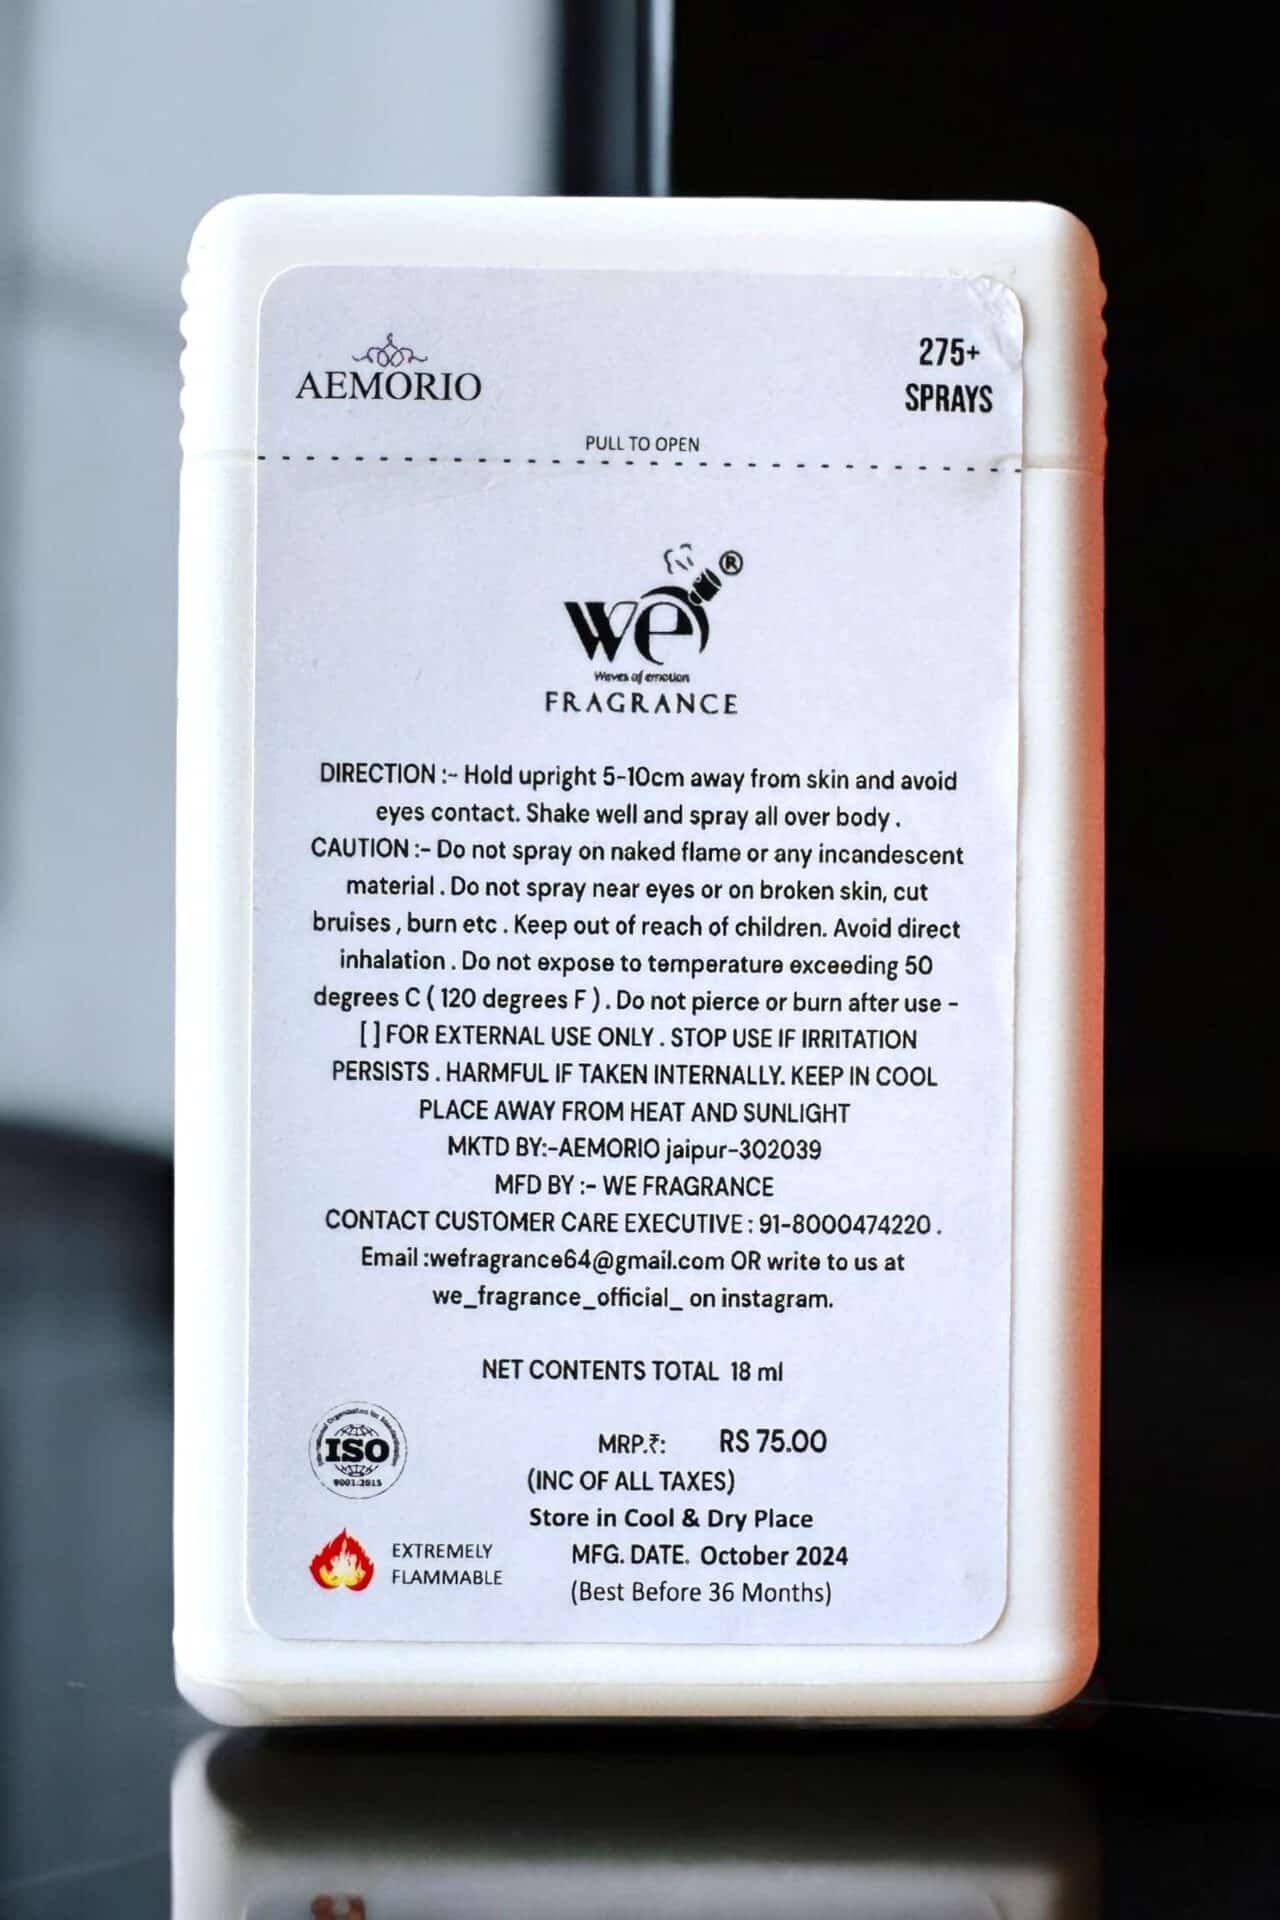 AEMORIO
275+
SPRAYS
PULL TO OPEN
we®
Waves of emotion
FRAGRANCE
DIRECTION :- Hold upright 5-10cm away from skin and avoid
eyes contact. Shake well and spray all over body .
CAUTION :- Do not spray on naked flame or any incandescent
material . Do not spray near eyes or on broken skin, cut
bruises , burn etc . Keep out of reach of children. Avoid direct
inhalation . Do not expose to temperature exceeding 50
degrees C ( 120 degrees F ) . Do not pierce or burn after use -
[ ] FOR EXTERNAL USE ONLY . STOP USE IF IRRITATION
PERSISTS . HARMFUL IF TAKEN INTERNALLY. KEEP IN COOL
PLACE AWAY FROM HEAT AND SUNLIGHT
MKTD BY:-AEMORIO jaipur-302039
MFD BY :- WE FRAGRANCE
CONTACT CUSTOMER CARE EXECUTIVE : 91-8000474220 .
Email :wefragrance64@gmail.com OR write to us at
we_fragrance_official_ on instagram.
NET CONTENTS TOTAL 18 ml
International Organization for Standardization
ISO
9001:2015
MRP.₹: RS 75.00
(INC OF ALL TAXES)
Store in Cool & Dry Place
EXTREMELY
FLAMMABLE
MFG. DATE. October 2024
(Best Before 36 Months)